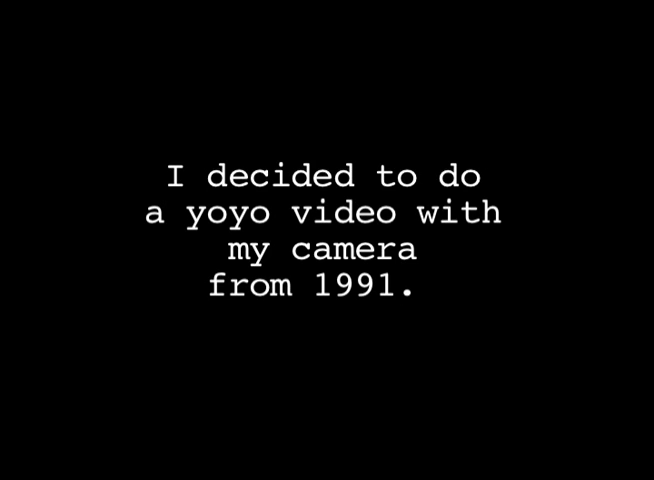 I decided to do
a yoyo video with
my camera
from 1991.